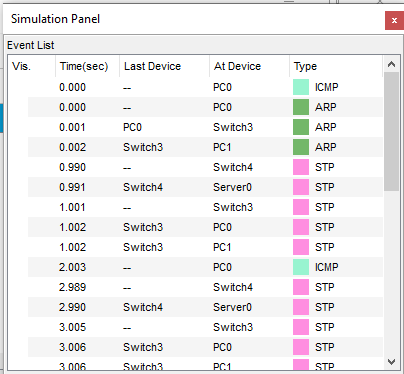 Simulation Panel
Event List
Vis. Time(sec) Last Device At Device Type
0.000 -- PC0 ICMP
0.000 -- PC0 ARP
0.001 PC0 Switch3 ARP
0.002 Switch3 PC1 ARP
0.990 -- Switch4 STP
0.991 Switch4 Server0 STP
1.001 -- Switch3 STP
1.002 Switch3 PC0 STP
1.002 Switch3 PC1 STP
2.003 -- PC0 ICMP
2.989 -- Switch4 STP
2.990 Switch4 Server0 STP
3.005 -- Switch3 STP
3.006 Switch3 PC0 STP
3.006 Switch3 PC1 STP